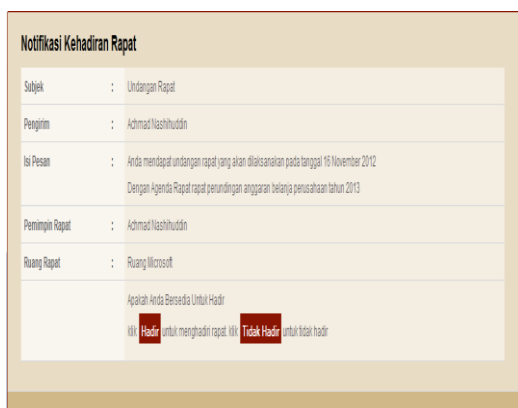 Notifikasi Kehadiran Rapat
Subjek : Undangan Rapat
Pengirim : Achmad Nashihuddin
Isi Pesan : Anda mendapat undangan rapat yang akan dilaksanakan pada tanggal 16 November 2012
Dengan Agenda Rapat rapat perundingan anggaran belanja perusahaan tahun 2013
Pemimpin Rapat : Achmad Nashihuddin
Ruang Rapat : Ruang Microsoft
Apakah Anda Bersedia Untuk Hadir
klik Hadir untuk menghadiri rapat. klik Tidak Hadir untuk tidak hadir